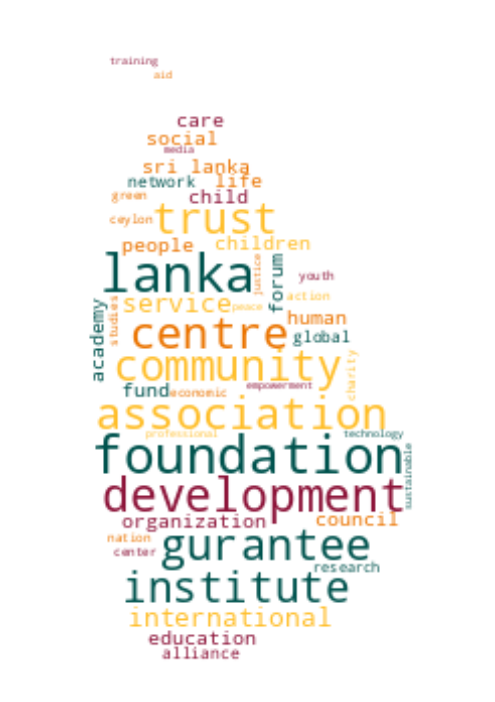 training
aid
care
social
media
sri lanka
network life
green child
ceylon trust
people children
lanka justice forum youth
academy studies service peace action
centre human
global
community charity
fund economic empowerment
association
professional technology
foundation sustainable
development
organization council
nation gurantee
center
research
institute
international
education
alliance